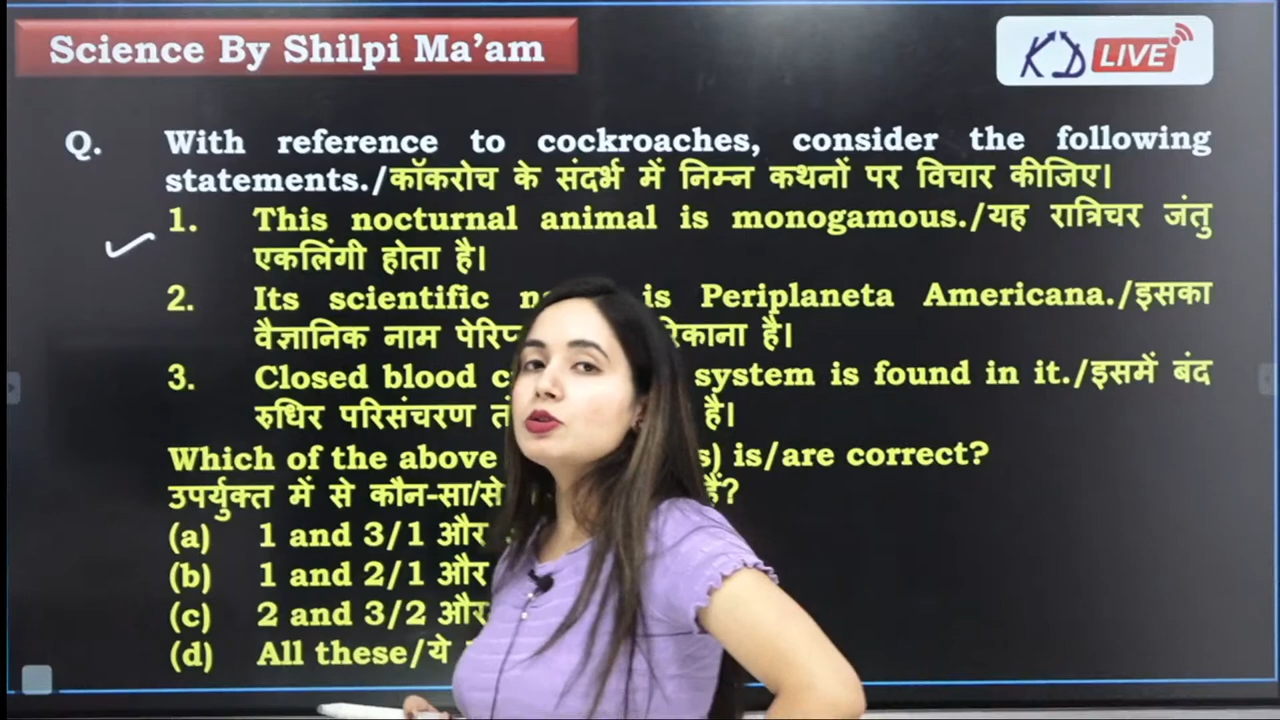 Science By Shilpi Ma'am
KD LIVE
Q. With reference to cockroaches, consider the following
statements./कॉकरोच के संदर्भ में निम्न कथनों पर विचार कीजिए।
1. This nocturnal animal is monogamous./यह रात्रिचर जंतु
एकलिंगी होता है।
2. Its scientific is Periplaneta Americana./इसका
वैज्ञानिक नाम है।
3. Closed blood system is found in it./इसमें बंद
रुधिर परिसंचरण है।
Which of the above is/are correct?
उपर्युक्त में से कौन-सा/से
(a) 1 and 3/1 और
(b) 1 and 2/1 और
(c) 2 and 3/2 और
(d) All these/ये